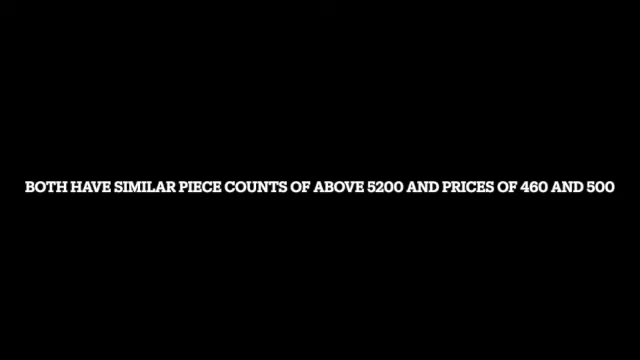 BOTH HAVE SIMILAR PIECE COUNTS OF ABOVE 5200 AND PRICES OF 460 AND 500